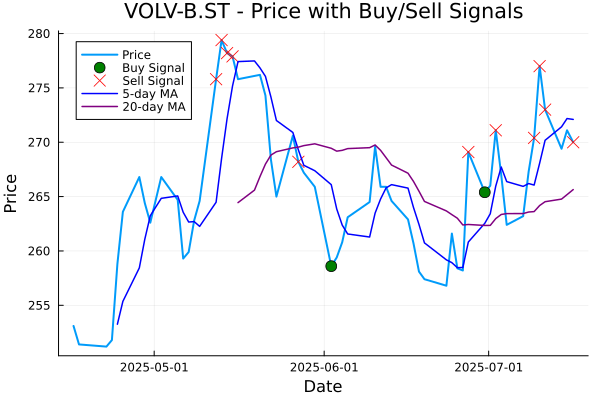 VOLV-B.ST - Price with Buy/Sell Signals
Price
Buy Signal
Sell Signal
5-day MA
20-day MA
280
275
270
265
260
255
Price
2025-05-01
2025-06-01
2025-07-01
Date